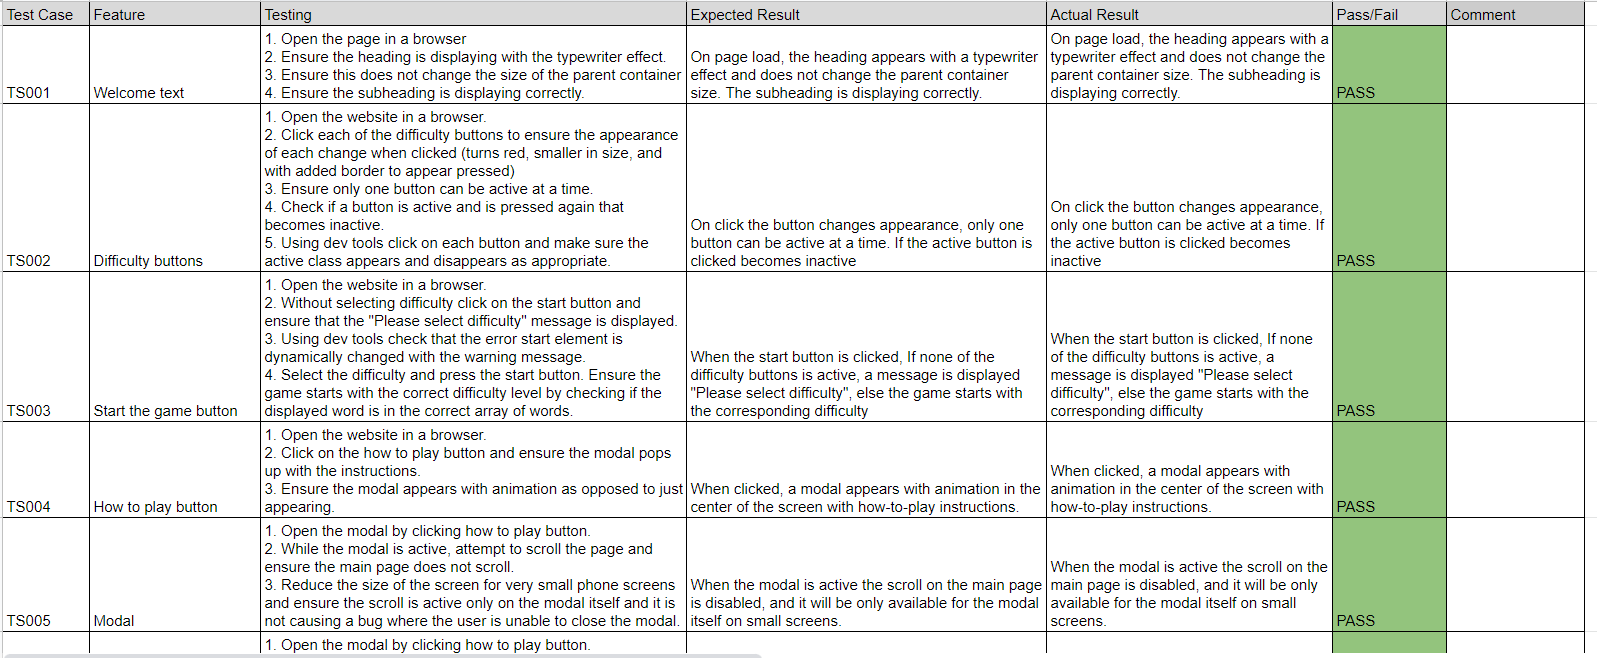 Test Case Feature Testing Expected Result Actual Result Pass/Fail Comment
TS001
Welcome text
1. Open the page in a browser
2. Ensure the heading is displaying with the typewriter effect.
3. Ensure this does not change the size of the parent container
4. Ensure the subheading is displaying correctly.
On page load, the heading appears with a typewriter
effect and does not change the parent container
size. The subheading is displaying correctly.
On page load, the heading appears with a
typewriter effect and does not change the
parent container size. The subheading is
displaying correctly.
PASS
TS002
Difficulty buttons
1. Open the website in a browser.
2. Click each of the difficulty buttons to ensure the appearance
of each change when clicked (turns red, smaller in size, and
with added border to appear pressed)
3. Ensure only one button can be active at a time.
4. Check if a button is active and is pressed again that
becomes inactive.
5. Using dev tools click on each button and make sure the
active class appears and disappears as appropriate.
On click the button changes appearance, only one
button can be active at a time. If the active button is
clicked becomes inactive
On click the button changes appearance,
only one button can be active at a time. If
the active button is clicked becomes
inactive
PASS
TS003
Start the game button
1. Open the website in a browser.
2. Without selecting difficulty click on the start button and
ensure that the "Please select difficulty" message is displayed.
3. Using dev tools check that the error start element is
dynamically changed with the warning message.
4. Select the difficulty and press the start button. Ensure the
game starts with the correct difficulty level by checking if the
displayed word is in the correct array of words.
When the start button is clicked, If none of the
difficulty buttons is active, a message is displayed
"Please select difficulty", else the game starts with
the corresponding difficulty
When the start button is clicked, If none
of the difficulty buttons is active, a
message is displayed "Please select
difficulty", else the game starts with the
corresponding difficulty
PASS
TS004
How to play button
1. Open the website in a browser.
2. Click on the how to play button and ensure the modal pops
up with the instructions.
3. Ensure the modal appears with animation as opposed to just
appearing.
When clicked, a modal appears with animation in the
center of the screen with how-to-play instructions.
When clicked, a modal appears with
animation in the center of the screen with
how-to-play instructions.
PASS
TS005
Modal
1. Open the modal by clicking how to play button.
2. While the modal is active, attempt to scroll the page and
ensure the main page does not scroll.
3. Reduce the size of the screen for very small phone screens
and ensure the scroll is active only on the modal itself and it is
not causing a bug where the user is unable to close the modal.
When the modal is active the scroll on the main page
is disabled, and it will be only available for the modal
itself on small screens.
When the modal is active the scroll on the
main page is disabled, and it will be only
available for the modal itself on small
screens.
PASS
1. Open the modal by clicking how to play button.